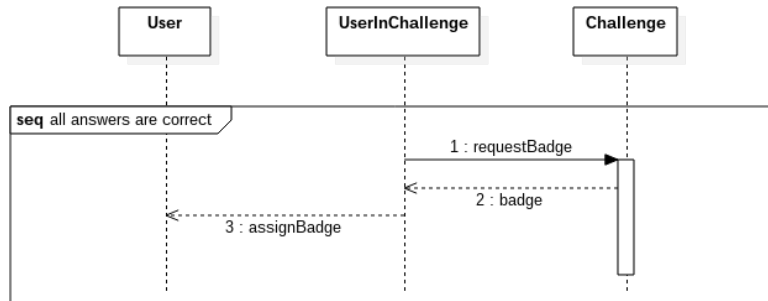 User
UserInChallenge
Challenge
seq all answers are correct
1 : requestBadge
2 : badge
3 : assignBadge